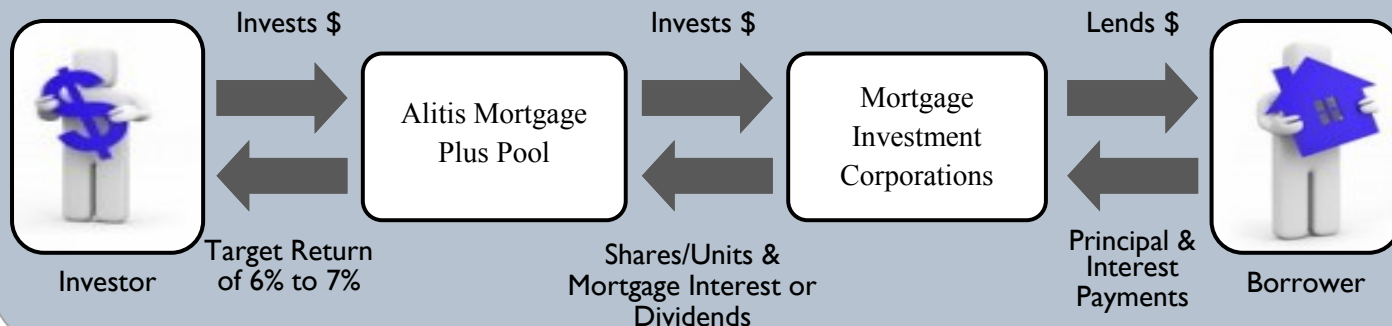 Invests $
Invests $
Lends $
Alitis Mortgage
Plus Pool
Mortgage
Investment
Corporations
Investor
Target Return
of 6% to 7%
Shares/Units &
Mortgage Interest or
Dividends
Principal &
Interest
Payments
Borrower